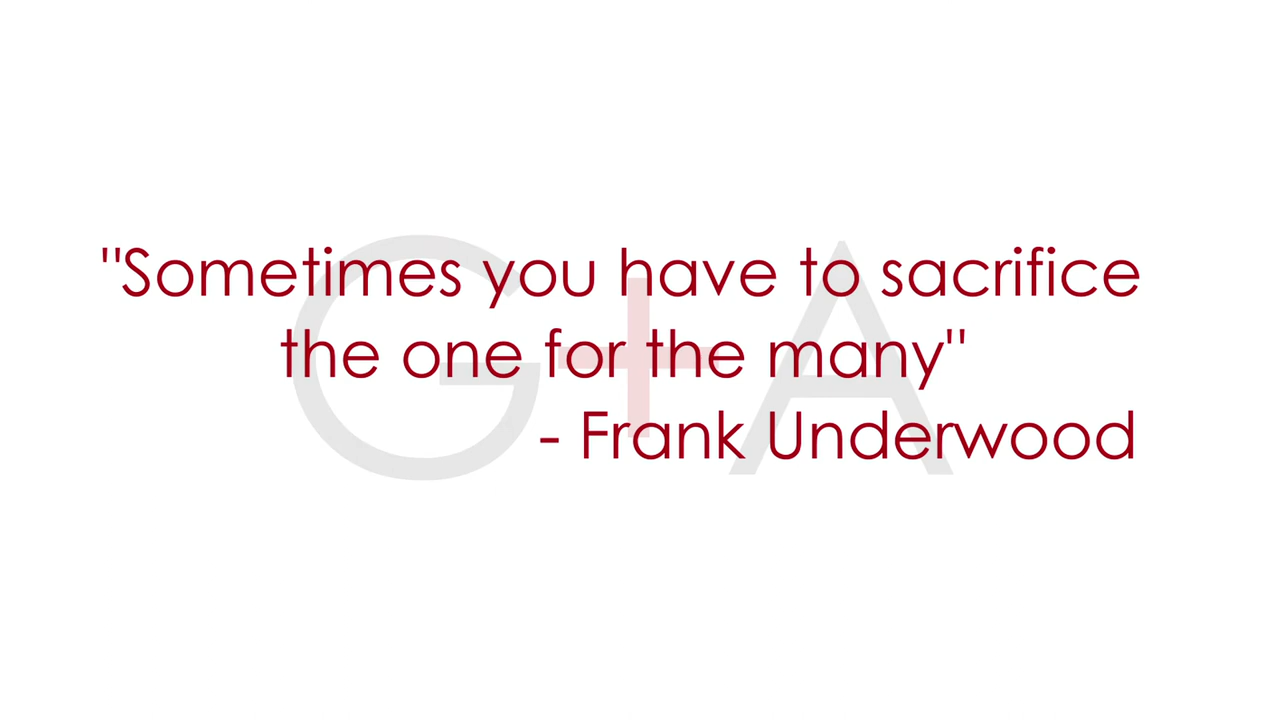 "Sometimes you have to sacrifice
the one for the many"
- Frank Underwood
G+A